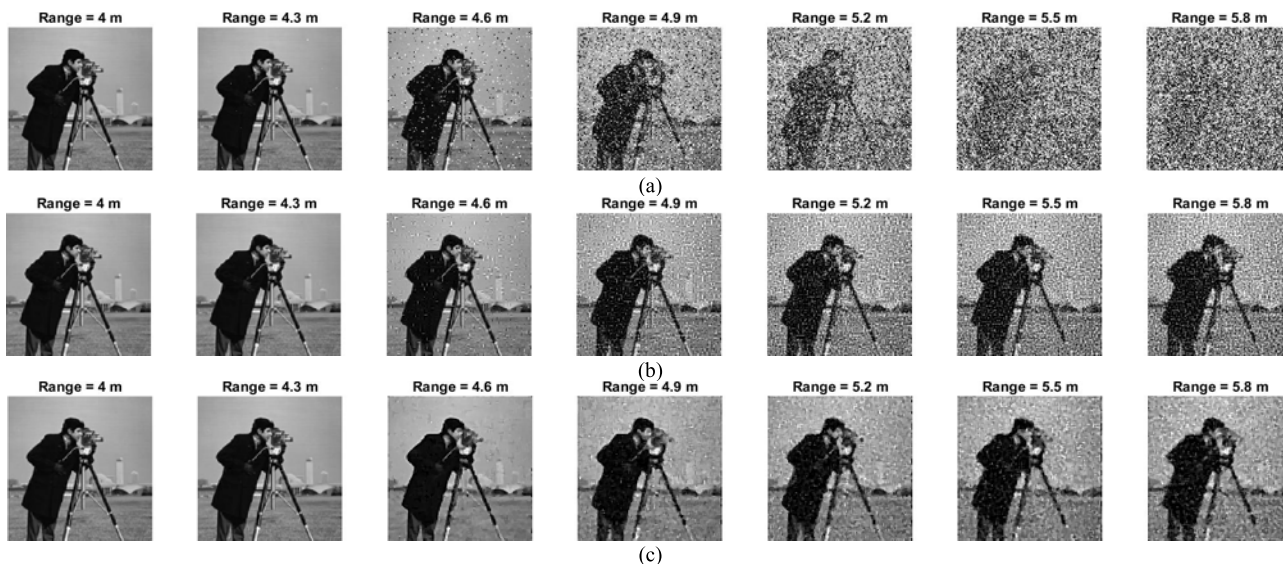 Range = 4 m Range = 4.3 m Range = 4.6 m Range = 4.9 m Range = 5.2 m Range = 5.5 m Range = 5.8 m
(a)
Range = 4 m Range = 4.3 m Range = 4.6 m Range = 4.9 m Range = 5.2 m Range = 5.5 m Range = 5.8 m
(b)
Range = 4 m Range = 4.3 m Range = 4.6 m Range = 4.9 m Range = 5.2 m Range = 5.5 m Range = 5.8 m
(c)